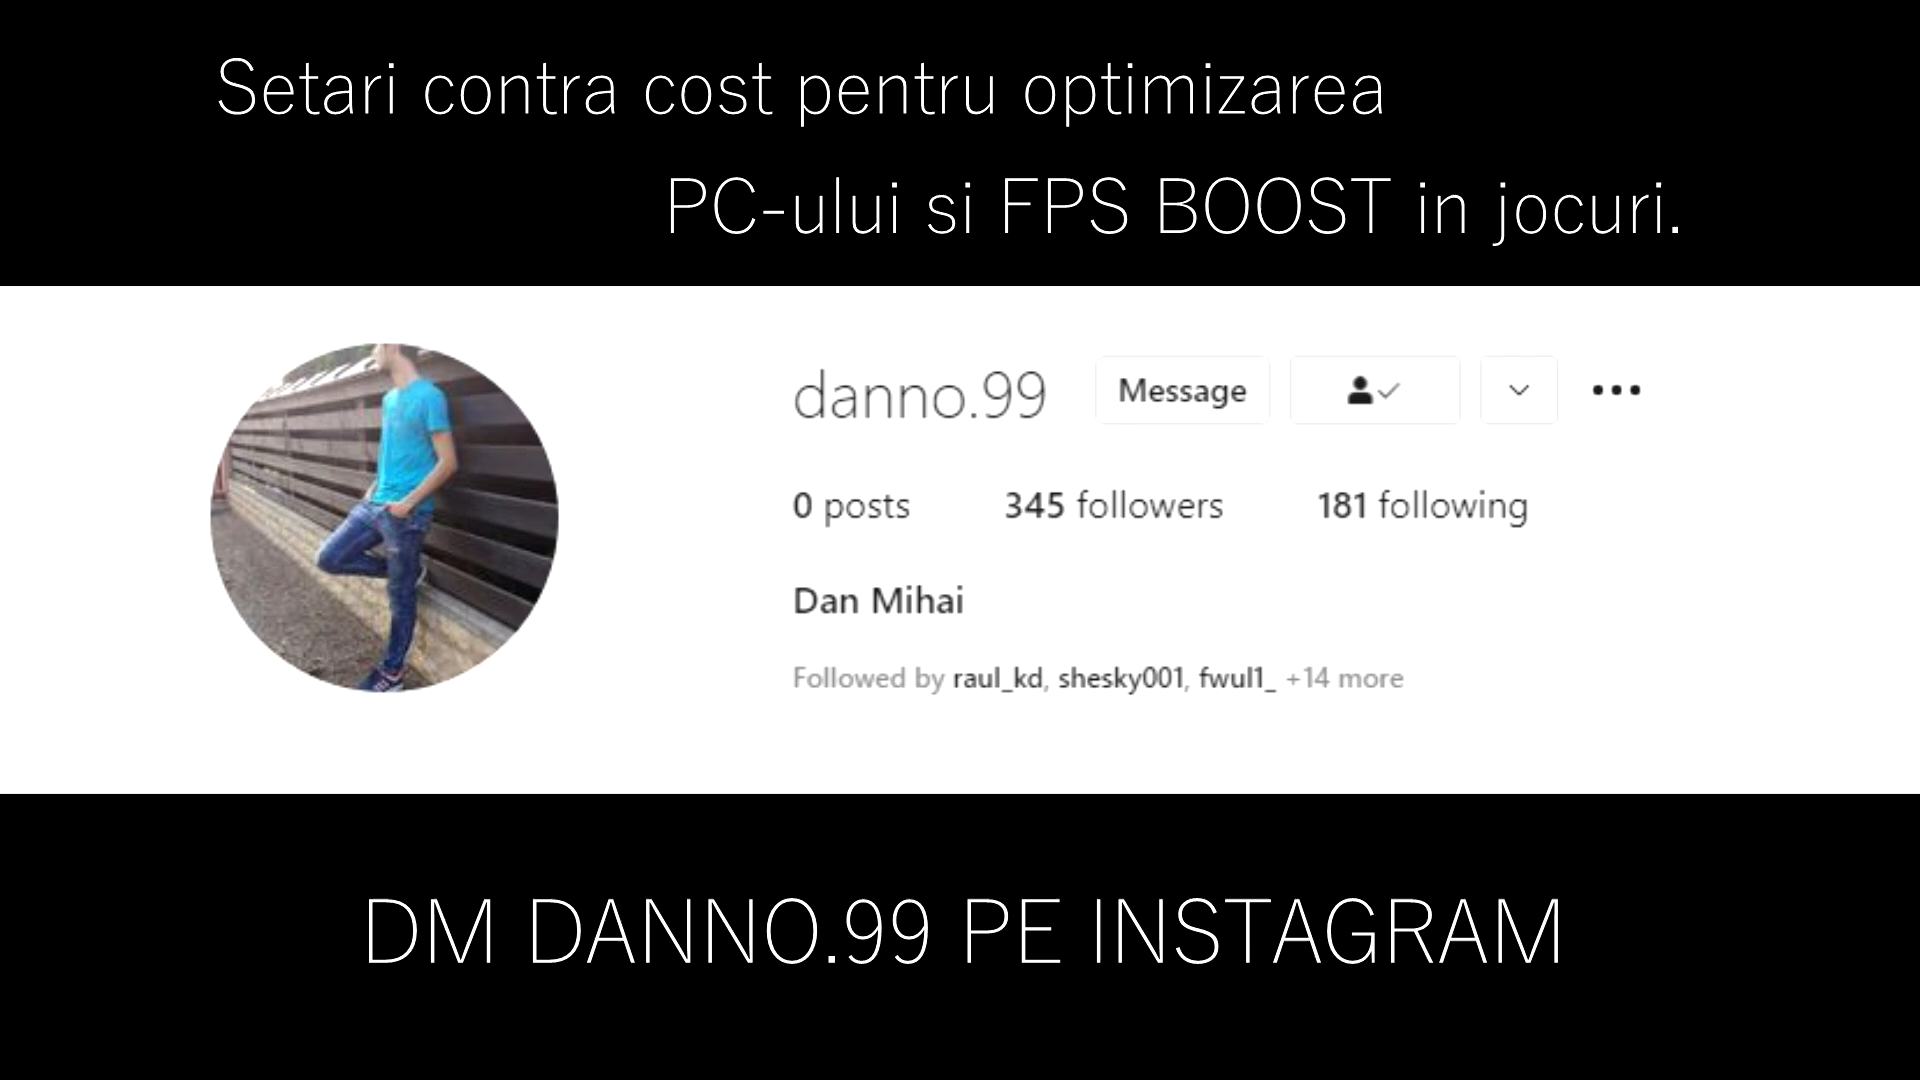 Setari contra cost pentru optimizarea
PC-ului si FPS BOOST in jocuri.
danno.99 Message
0 posts 345 followers 181 following
Dan Mihai
Followed by raul_kd, shesky001, fwul1_ +14 more
DM DANNO.99 PE INSTAGRAM